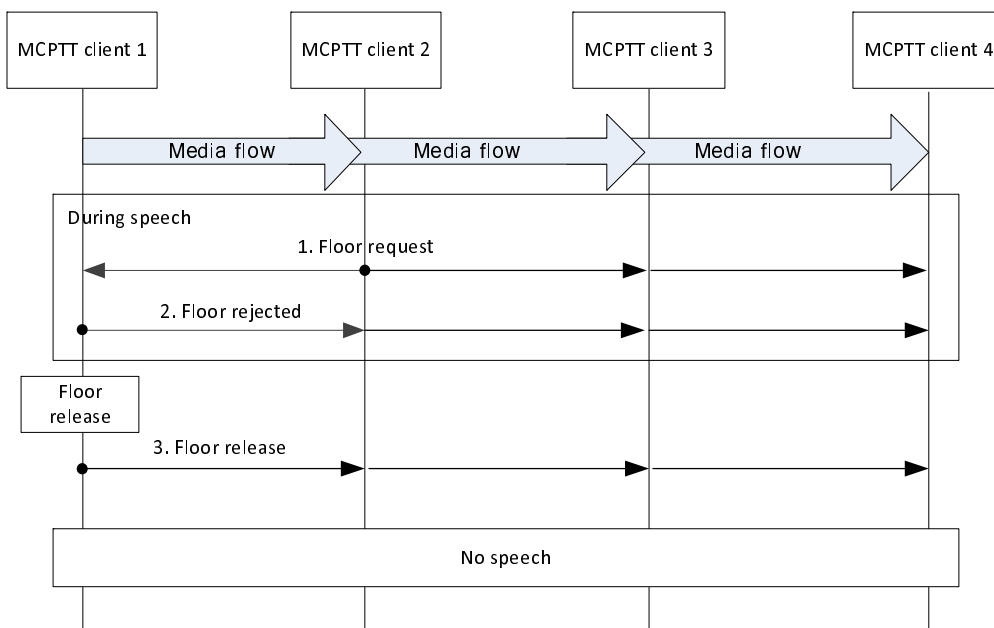 MCPTT client 1
MCPTT client 2
MCPTT client 3
MCPTT client 4
Media flow
Media flow
Media flow
During speech
1. Floor request
2. Floor rejected
Floor
release
3. Floor release
No speech